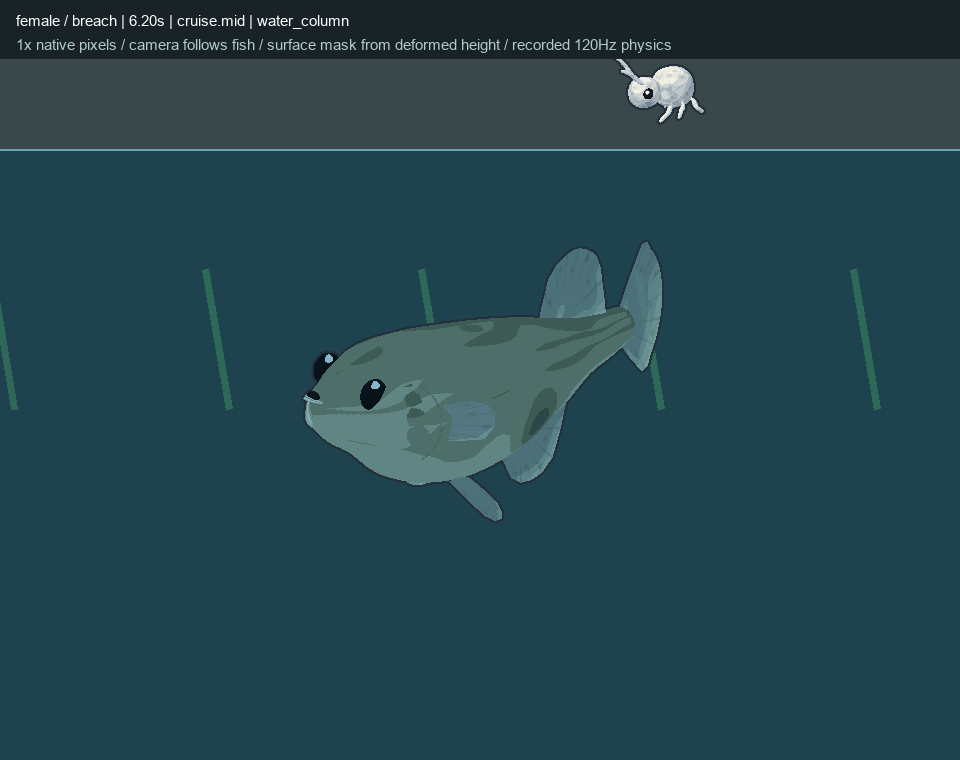 female / breach | 6.20s | cruise.mid | water_column
1x native pixels / camera follows fish / surface mask from deformed height / recorded 120Hz physics